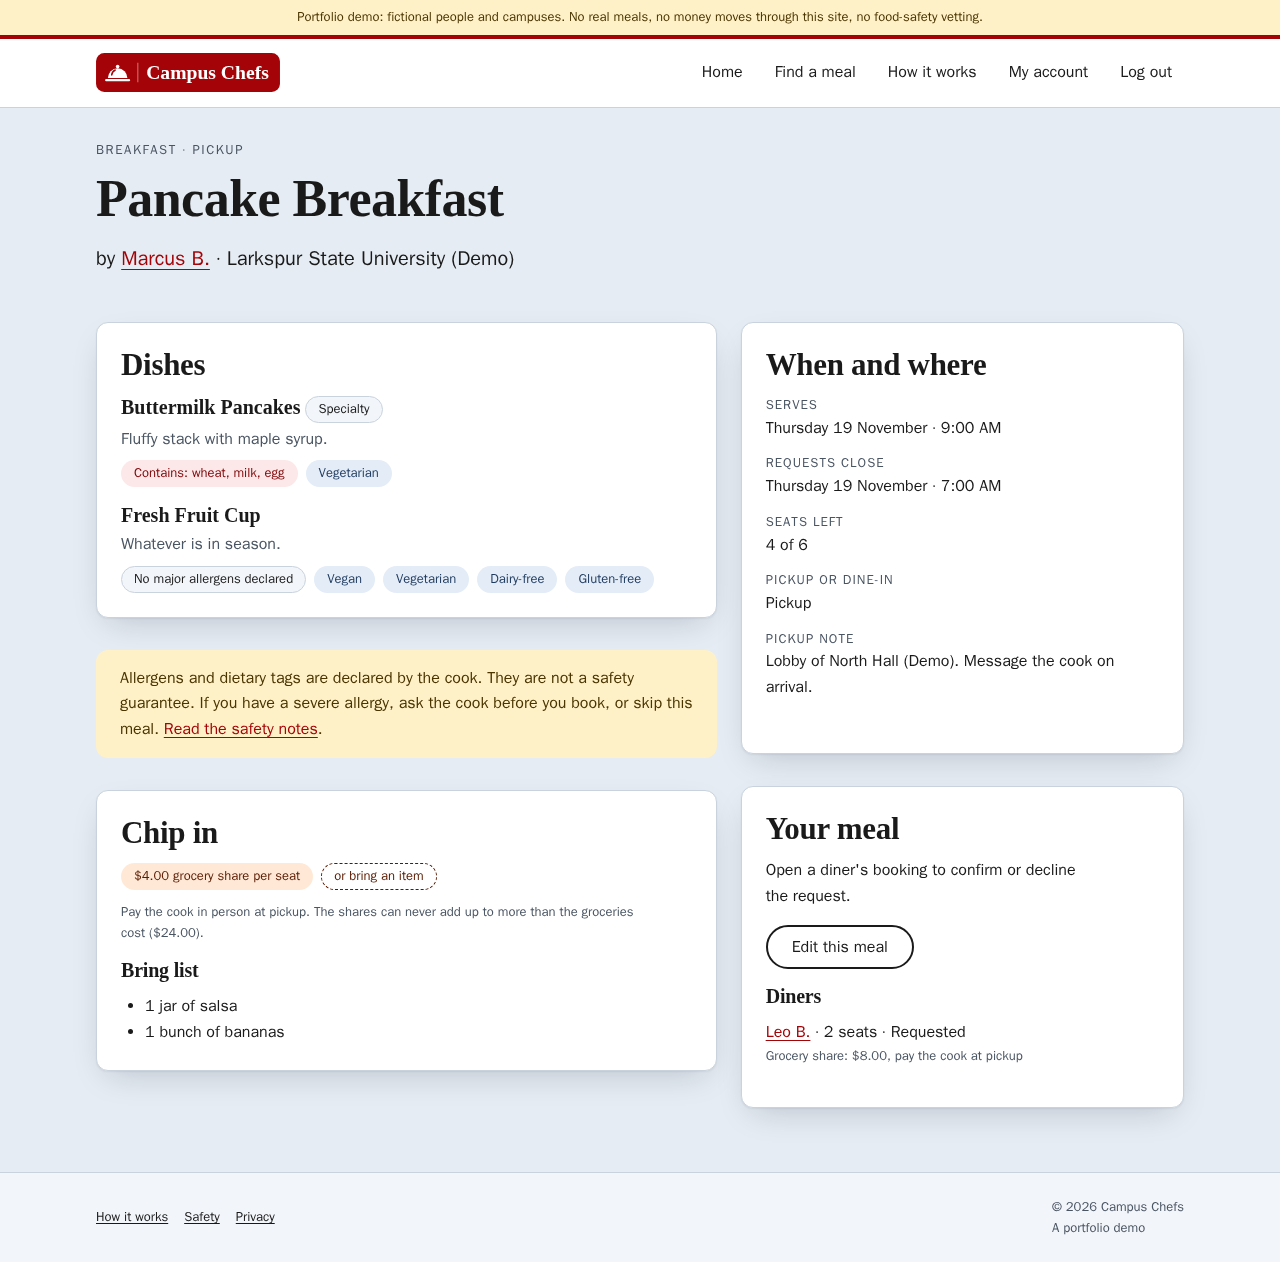 Portfolio demo: fictional people and campuses. No real meals, no money moves through this site, no food-safety vetting.
Campus Chefs
Home
Find a meal
How it works
My account
Log out
BREAKFAST · PICKUP
Pancake Breakfast
by Marcus B. · Larkspur State University (Demo)
Dishes
Buttermilk Pancakes Specialty
Fluffy stack with maple syrup.
Contains: wheat, milk, egg Vegetarian
Fresh Fruit Cup
Whatever is in season.
No major allergens declared Vegan Vegetarian Dairy-free Gluten-free
Allergens and dietary tags are declared by the cook. They are not a safety
guarantee. If you have a severe allergy, ask the cook before you book, or skip this
meal. Read the safety notes.
Chip in
$4.00 grocery share per seat or bring an item
Pay the cook in person at pickup. The shares can never add up to more than the groceries
cost ($24.00).
Bring list
• 1 jar of salsa
• 1 bunch of bananas
When and where
SERVES
Thursday 19 November · 9:00 AM
REQUESTS CLOSE
Thursday 19 November · 7:00 AM
SEATS LEFT
4 of 6
PICKUP OR DINE-IN
Pickup
PICKUP NOTE
Lobby of North Hall (Demo). Message the cook on
arrival.
Your meal
Open a diner's booking to confirm or decline
the request.
Edit this meal
Diners
Leo B. · 2 seats · Requested
Grocery share: $8.00, pay the cook at pickup
How it works Safety Privacy
© 2026 Campus Chefs
A portfolio demo